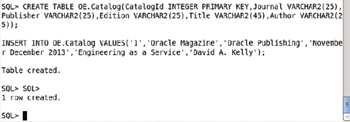 SQL> CREATE TABLE OE.Catalog(CatalogId INTEGER PRIMARY KEY,Journal VARCHAR2(25),
Publisher VARCHAR2(25),Edition VARCHAR2(25),Title VARCHAR2(45),Author VARCHAR2(2
5));
INSERT INTO OE.Catalog VALUES('1','Oracle Magazine','Oracle Publishing','Novembe
r December 2013','Engineering as a Service','David A. Kelly');
Table created.
SQL> SQL>
1 row created.
SQL>